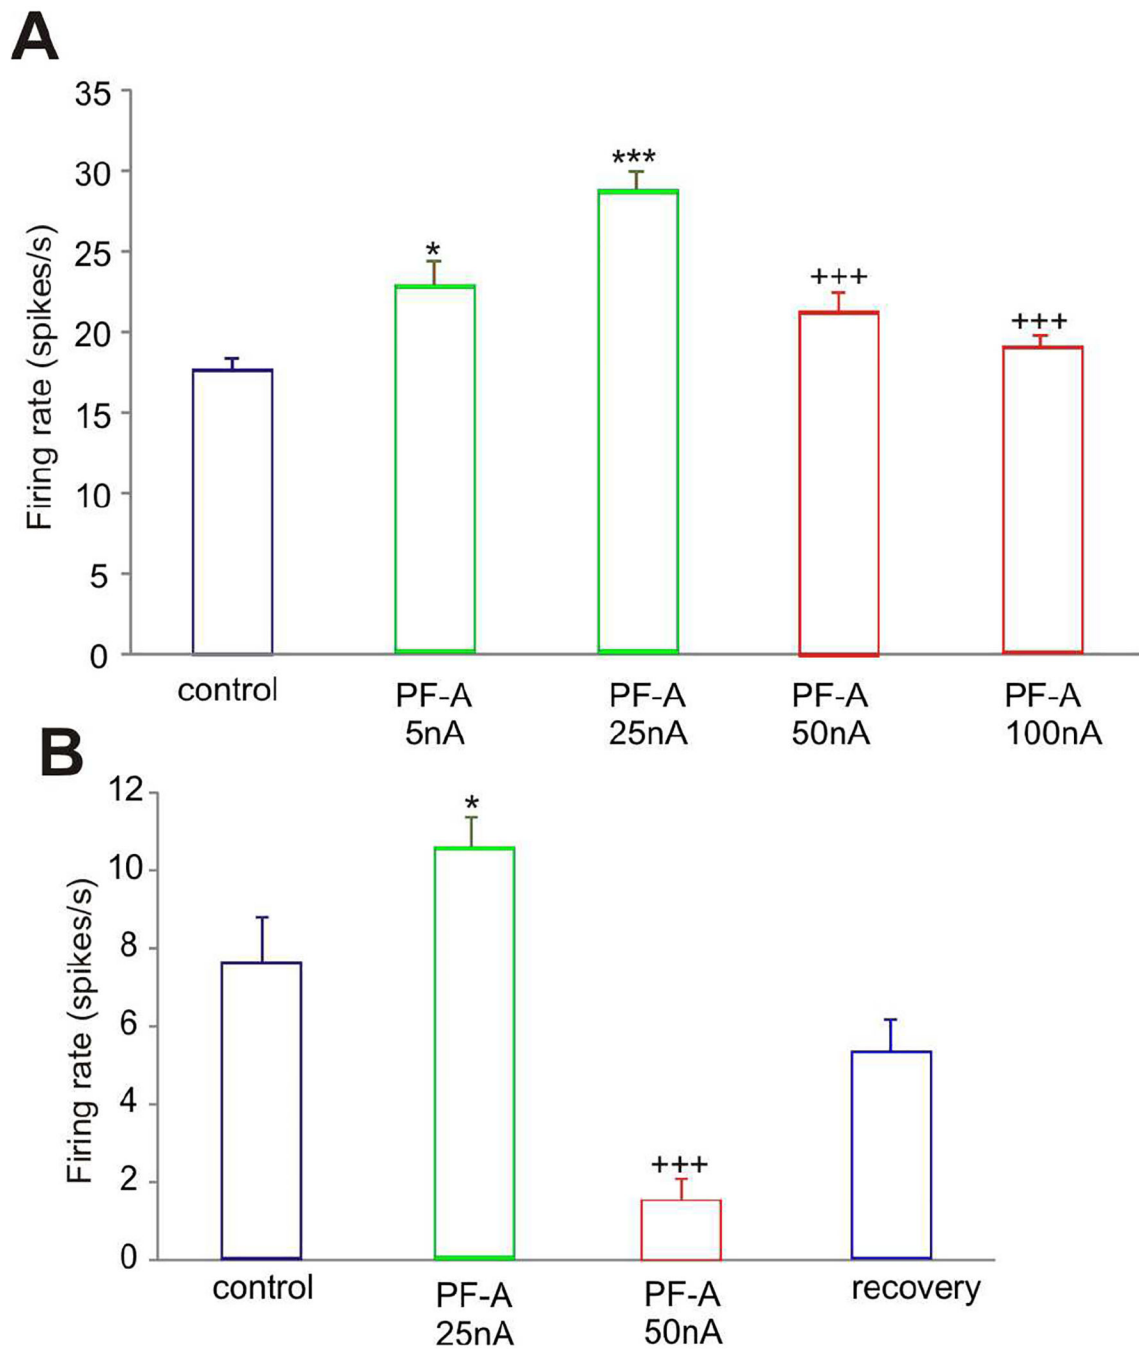 A
35
30
25
20
15
10
5
0
Firing rate (spikes/s)
*
***
+++
+++
control
PF-A
5nA
PF-A
25nA
PF-A
50nA
PF-A
100nA
B
12
10
8
6
4
2
0
Firing rate (spikes/s)
*
+++
control
PF-A
25nA
PF-A
50nA
recovery